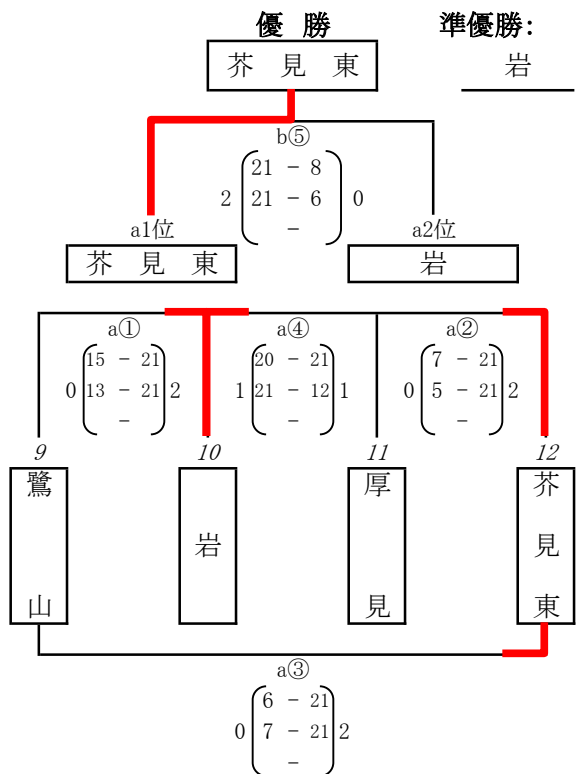 優 勝 準優勝:
芥 見 東 岩
b⑤
21 - 8
2 21 - 6 0
-
a1位 a2位
芥 見 東 岩
a① a④ a②
15 - 21 20 - 21 7 - 21
0 13 - 21 2 1 21 - 12 1 0 5 - 21 2
- - -
9 10 11 12
鷺山 岩 厚見 芥見東
a③
6 - 21
0 7 - 21 2
-